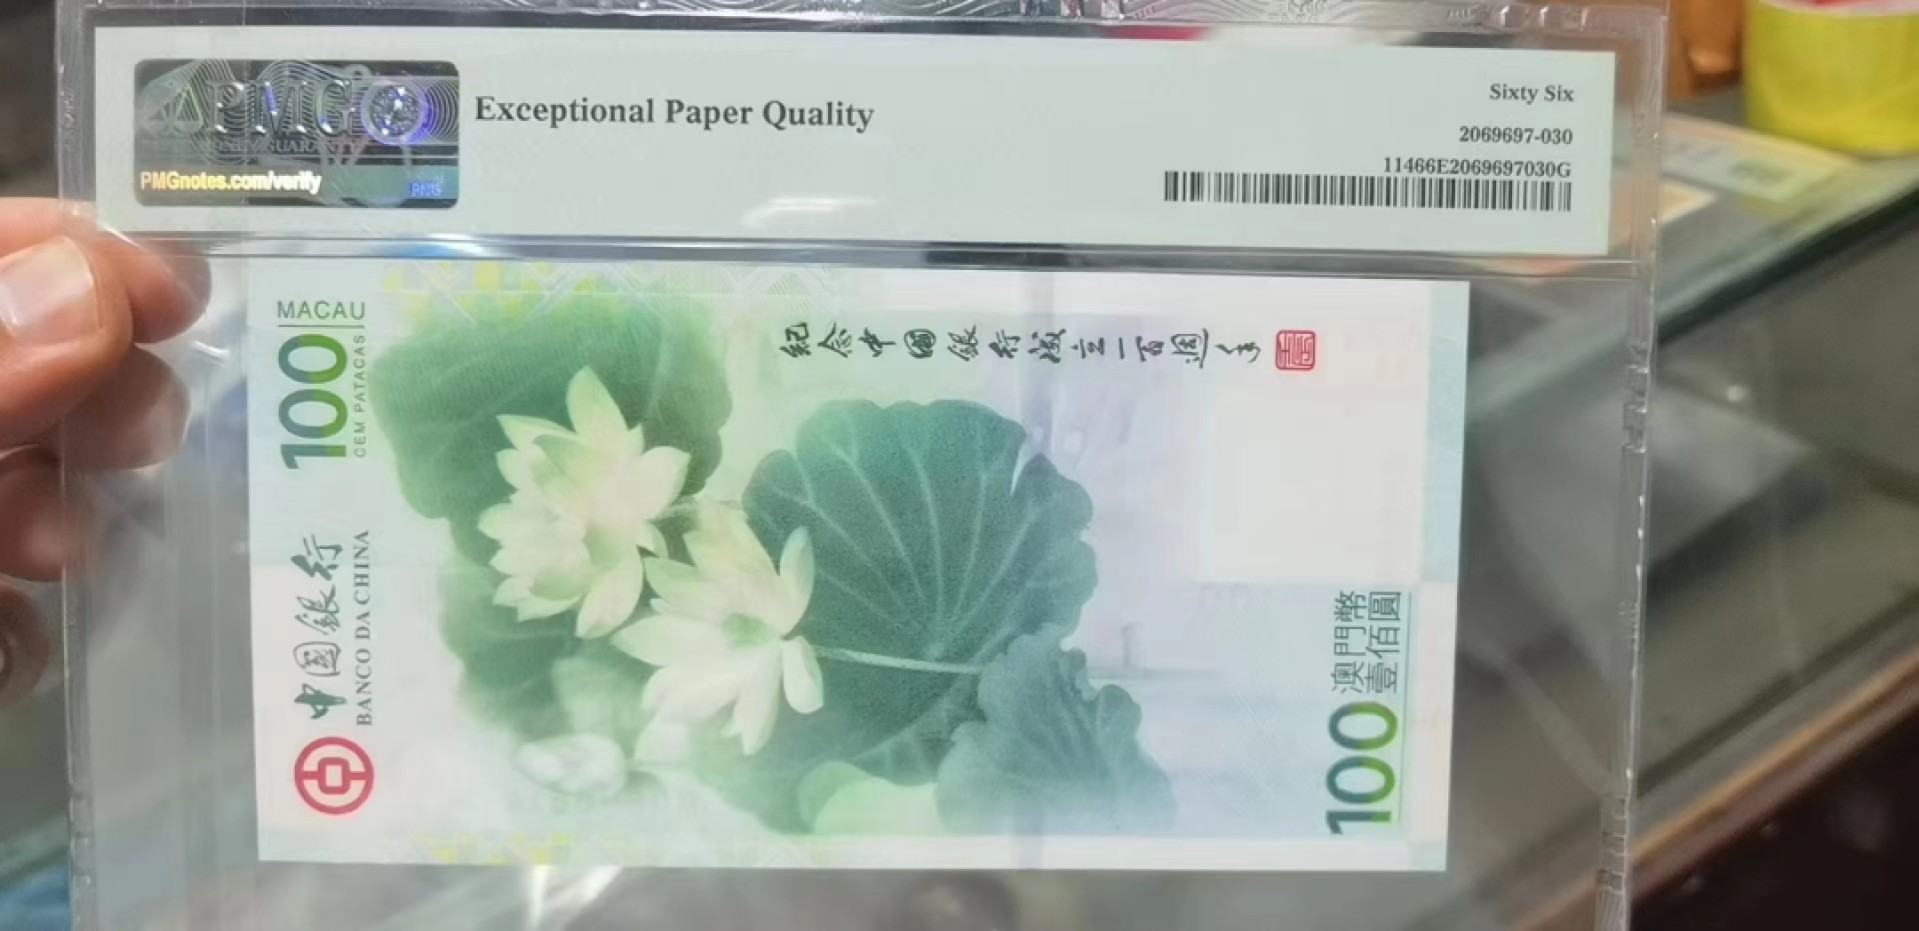 PMG
PMGnotes.com/verify
PMG
Exceptional Paper Quality
Sixty Six
2069697-030
11466E2069697030G
MACAU
100
CEM PATACAS
紀念中國銀行成立一百週年
中國銀行
BANCO DA CHINA
澳門幣
壹佰圓
100